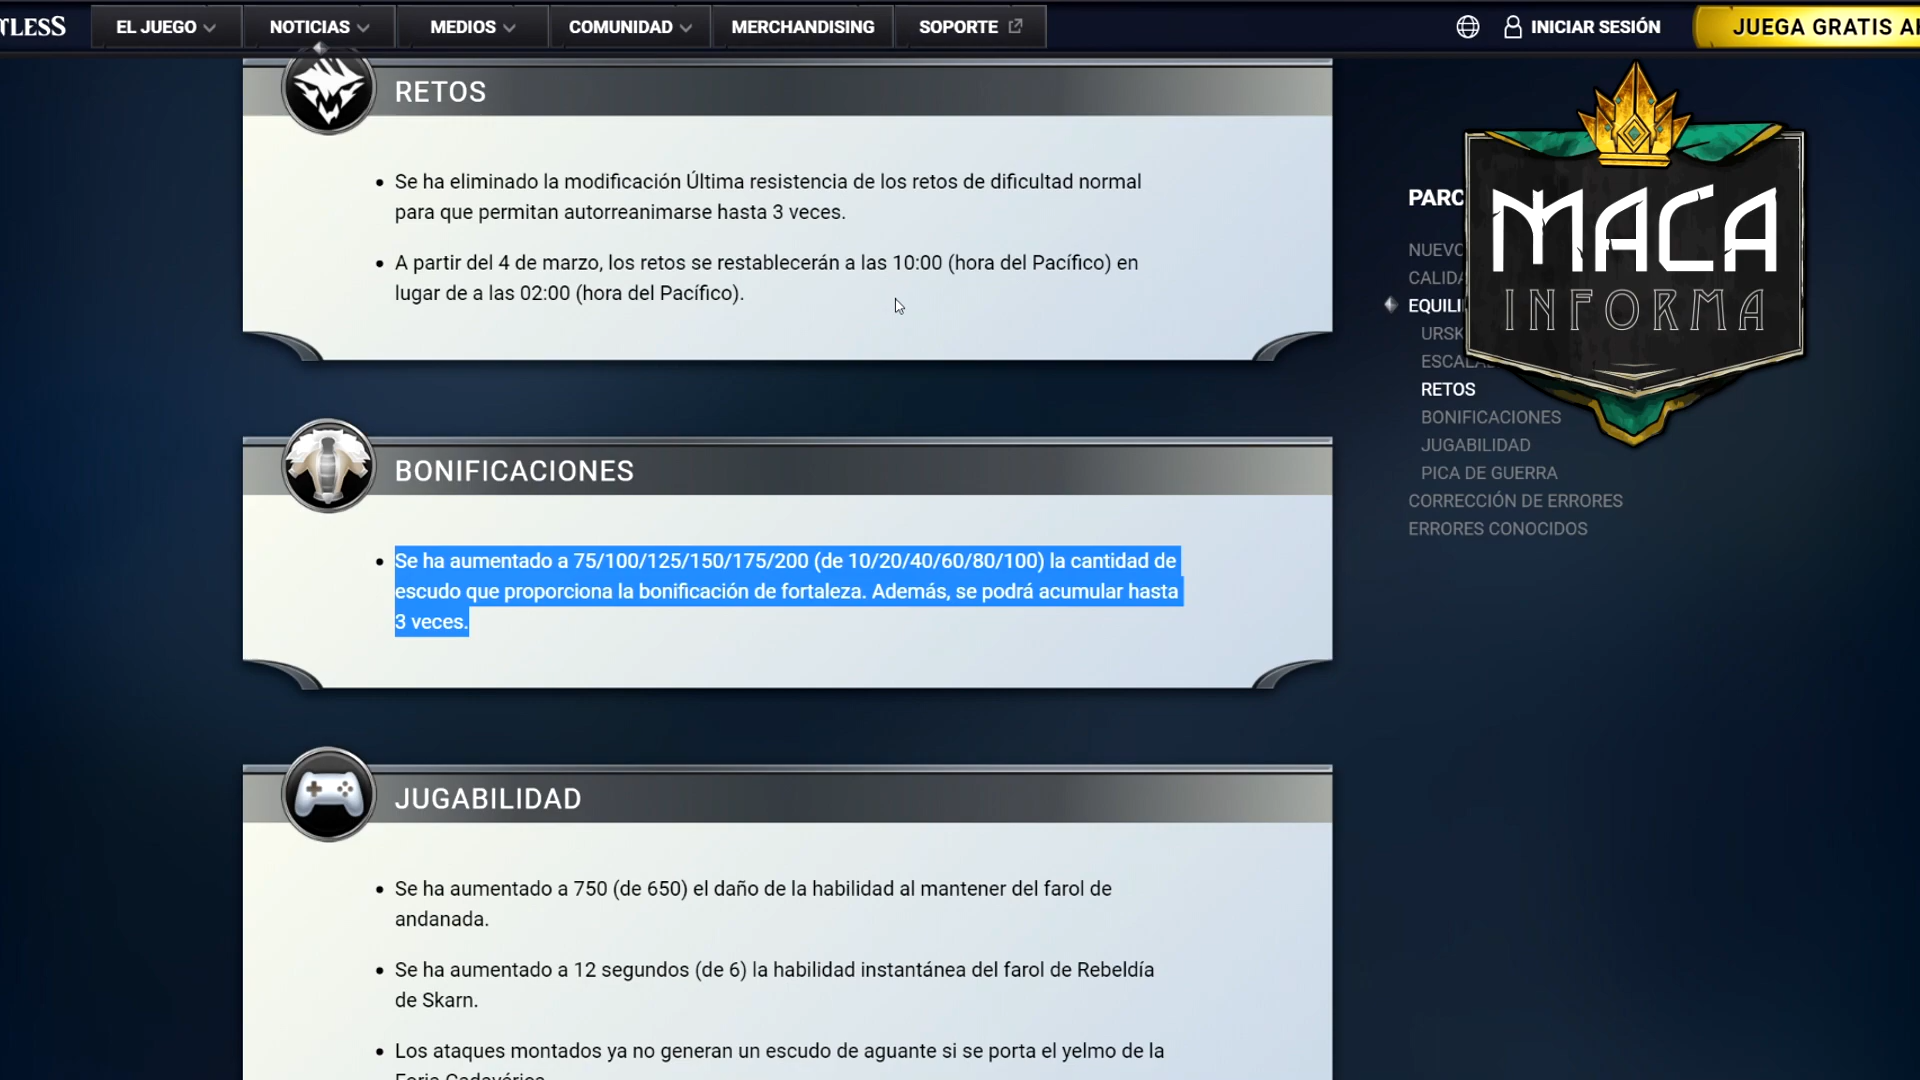 TLESS
EL JUEGO
NOTICIAS
MEDIOS
COMUNIDAD
MERCHANDISING
SOPORTE
INICIAR SESIÓN
JUEGA GRATIS
RETOS
Se ha eliminado la modificación Última resistencia de los retos de dificultad normal
para que permitan autorreanimarse hasta 3 veces.
A partir del 4 de marzo, los retos se restablecerán a las 10:00 (hora del Pacífico) en
lugar de a las 02:00 (hora del Pacífico).
BONIFICACIONES
Se ha aumentado a 75/100/125/150/175/200 (de 10/20/40/60/80/100) la cantidad de
escudo que proporciona la bonificación de fortaleza. Además, se podrá acumular hasta
3 veces.
JUGABILIDAD
Se ha aumentado a 750 (de 650) el daño de la habilidad al mantener del farol de
andanada.
Se ha aumentado a 12 segundos (de 6) la habilidad instantánea del farol de Rebeldía
de Skarn.
Los ataques montados ya no generan un escudo de aguante si se porta el yelmo de la
MACA
INFORMA
PARC
NUEVO
CALIDA
EQUILI
URSK
ESCALA
RETOS
BONIFICACIONES
JUGABILIDAD
PICA DE GUERRA
CORRECCIÓN DE ERRORES
ERRORES CONOCIDOS